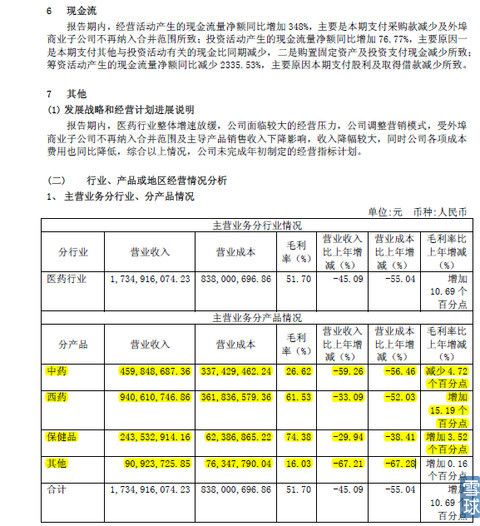 6 现金流
报告期内，经营活动产生的现金流量净额同比增加 348%，主要是本期支付采购款减少及外埠
商业子公司不再纳入合并范围所致；投资活动产生的现金流量净额同比增加 76.77%，主要原因一
是本期支付其他与投资活动有关的现金比同期减少，二是购置固定资产及投资支付现金减少所致；
筹资活动产生的现金流量净额同比减少 2335.53%，主要原因本期支付股利及取得借款减少所致。
7 其他
(1) 发展战略和经营计划进展说明
报告期内，医药行业整体增速放缓，公司面临较大的经营压力，公司调整营销模式，受外埠
商业子公司不再纳入合并范围及主导产品销售收入下降影响，收入降幅较大，同时公司各项成本
费用也同比降低，综合以上情况，公司未完成年初制定的经营指标计划。
(二) 行业、产品或地区经营情况分析
1、 主营业务分行业、分产品情况
单位:元 币种:人民币
主营业务分行业情况
分行业 营业收入 营业成本 毛利率（%） 营业收入比上年增减（%） 营业成本比上年增减（%） 毛利率比上年增减（%）
医药行业 1,734,916,074.23 838,000,696.86 51.70 -45.09 -55.04 增加 10.69 个百分点
主营业务分产品情况
分产品 营业收入 营业成本 毛利率（%） 营业收入比上年增减（%） 营业成本比上年增减（%） 毛利率比上年增减（%）
中药 459,848,687.36 337,429,462.24 26.62 -59.26 -56.46 减少 4.72 个百分点
西药 940,610,746.86 361,836,579.36 61.53 -33.09 -52.03 增加 15.19 个百分点
保健品 243,532,914.16 62,386,865.22 74.38 -29.94 -38.41 增加 3.52 个百分点
其他 90,923,725.85 76,347,790.04 16.03 -67.21 -67.28 增加 0.16 个百分点
合计 1,734,916,074.23 838,000,696.86 51.70 -45.09 -55.04 增加 10.69 个百分点
雪球